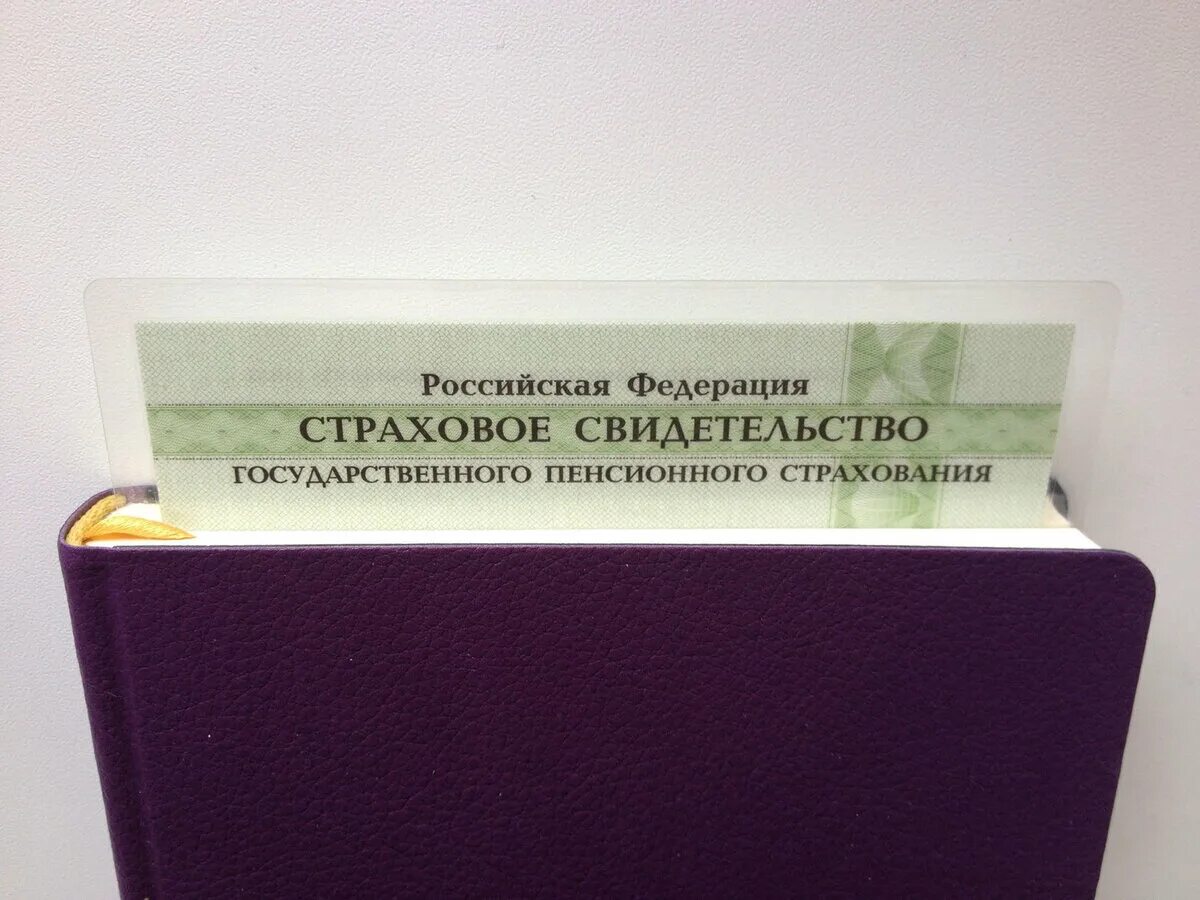 Российская Федерация
СТРАХОВОЕ СВИДЕТЕЛЬСТВО
ГОСУДАРСТВЕННОГО ПЕНСИОННОГО СТРАХОВАНИЯ